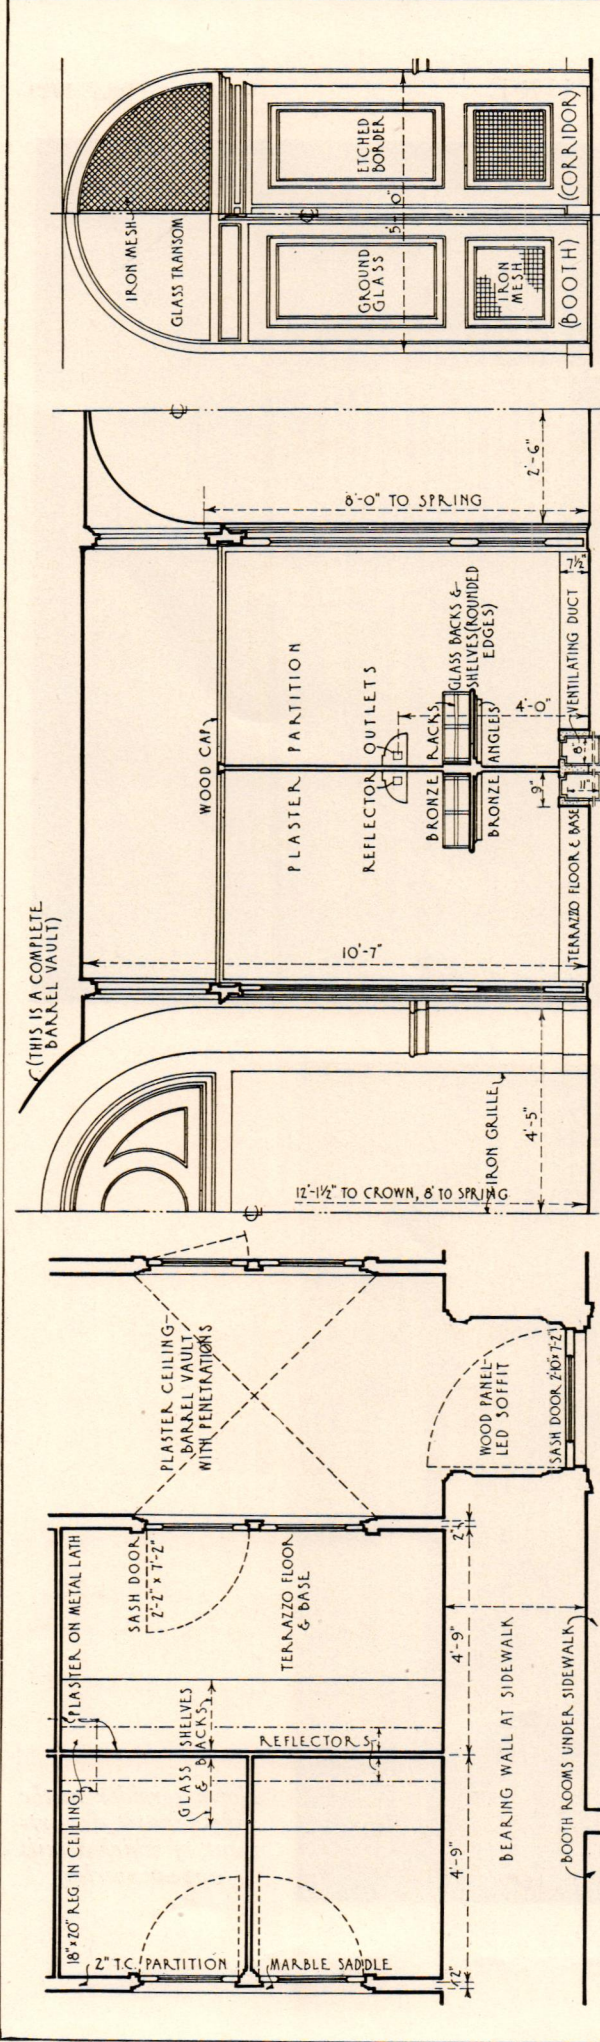 IRON MESH
GLASS TRANSOM
ETCHED
BORDER
GROUND
GLASS
5'-0"
IRON
MESH
(BOOTH)
(CORRIDOR)
℄
℄
2'-6"
8'-0" TO SPRING
7½"
VENTILATING DUCT
GLASS BACKS &
SHELVES (ROUNDED
EDGES)
4'-0"
PLASTER PARTITION
REFLECTOR OUTLETS
BRONZE RACKS
BRONZE ANGLES
WOOD CAP
8"
11"
9"
TERRAZZO FLOOR & BASE
10'-7"
(THIS IS A COMPLETE
BARREL VAULT)
IRON GRILLE
4'-5"
12'-1½" TO CROWN, 8' TO SPRING
℄
PLASTER CEILING-
BARREL VAULT
WITH PENETRATIONS
WOOD PANEL-
LED SOFFIT
SASH DOOR 2'-10" x 7'-2"
PLASTER ON METAL LATH
SASH DOOR
2'-2" x 7'-2"
TERRAZZO FLOOR
& BASE
2"
4'-9"
GLASS SHELVES
& BACKS
REFLECTORS
BEARING WALL AT SIDEWALK
BOOTH ROOMS UNDER SIDEWALK
18"x20" REG IN CEILING
4'-9"
2" T.C. PARTITION
MARBLE SADDLE
2"